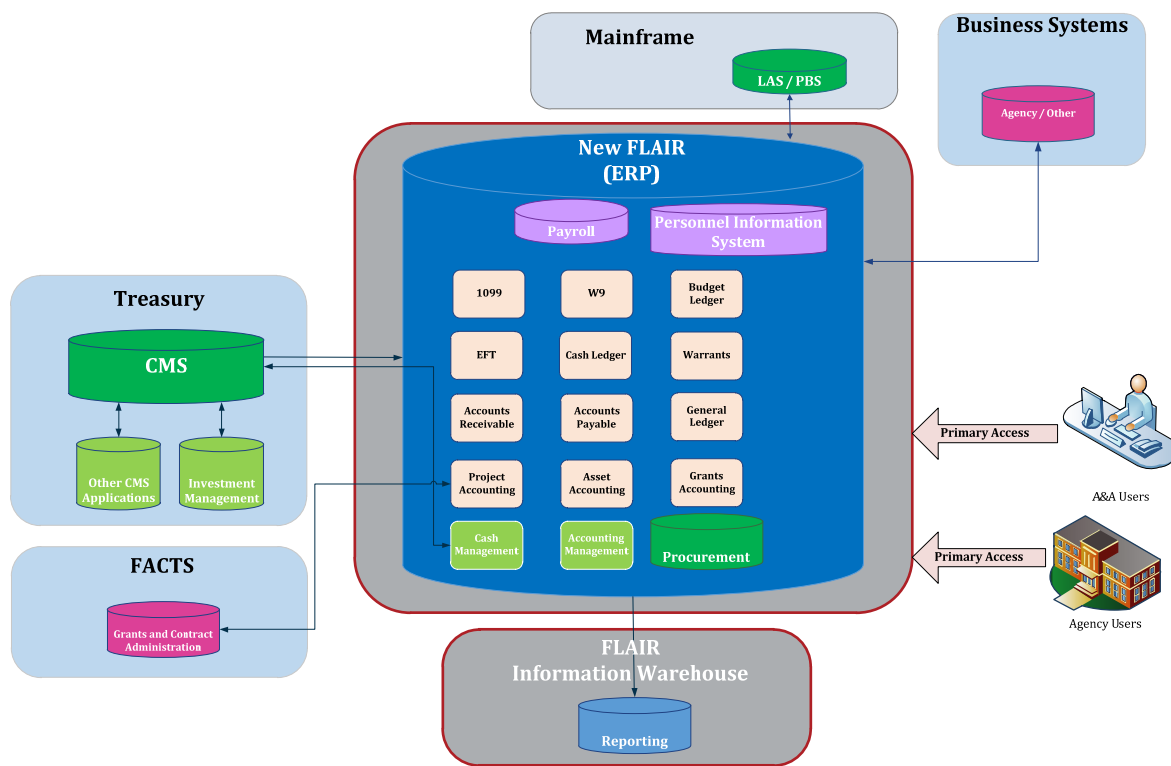 Mainframe
LAS / PBS
Business Systems
Agency / Other
New FLAIR
(ERP)
Payroll
Personnel Information
System
1099
W9
Budget
Ledger
EFT
Cash Ledger
Warrants
Accounts
Receivable
Accounts
Payable
General
Ledger
Project
Accounting
Asset
Accounting
Grants
Accounting
Cash
Management
Accounting
Management
Procurement
Treasury
CMS
Other CMS
Applications
Investment
Management
FACTS
Grants and Contract
Administration
Primary Access
A&A Users
Primary Access
Agency Users
FLAIR
Information Warehouse
Reporting